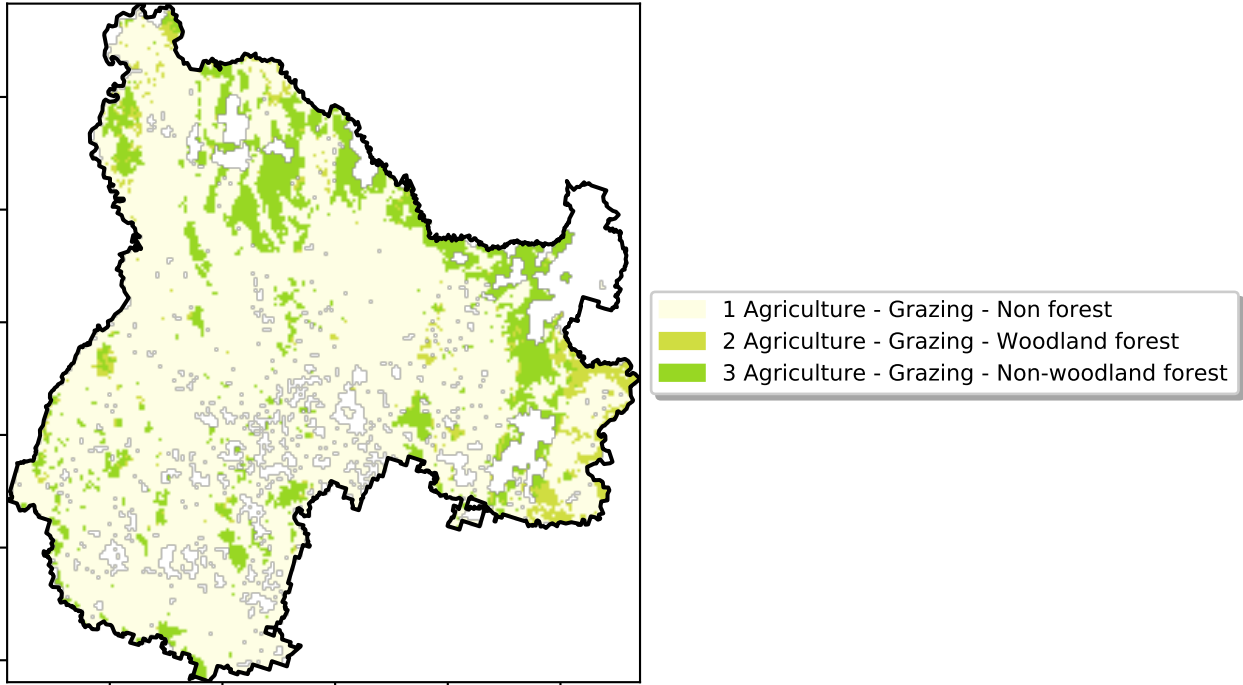 1 Agriculture - Grazing - Non forest
2 Agriculture - Grazing - Woodland forest
3 Agriculture - Grazing - Non-woodland forest